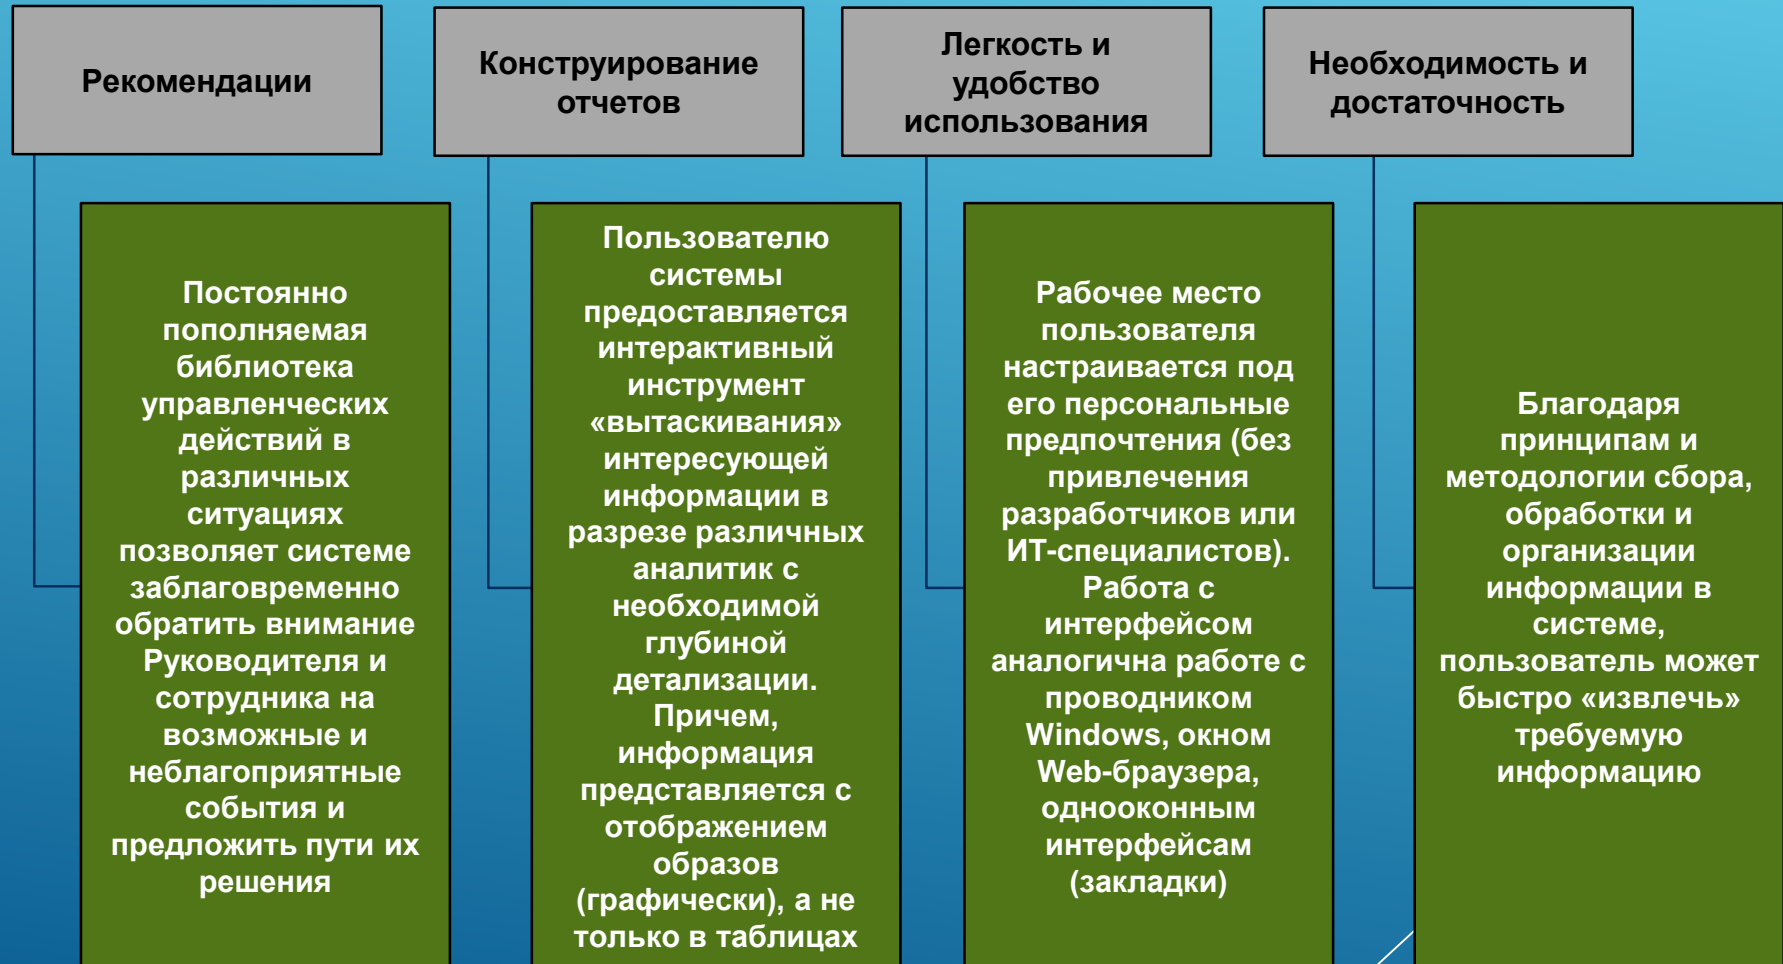 Рекомендации
Постоянно
пополняемая
библиотека
управленческих
действий в
различных
ситуациях
позволяет системе
заблаговременно
обратить внимание
Руководителя и
сотрудника на
возможные и
неблагоприятные
события и
предложить пути их
решения
Конструирование
отчетов
Пользователю
системы
предоставляется
интерактивный
инструмент
«вытаскивания»
интересующей
информации в
разрезе различных
аналитик с
необходимой
глубиной
детализации.
Причем,
информация
представляется с
отображением
образов
(графически), а не
только в таблицах
Легкость и
удобство
использования
Рабочее место
пользователя
настраивается под
его персональные
предпочтения (без
привлечения
разработчиков или
ИТ-специалистов).
Работа с
интерфейсом
аналогична работе с
проводником
Windows, окном
Web-браузера,
однооконным
интерфейсам
(закладки)
Необходимость и
достаточность
Благодаря
принципам и
методологии сбора,
обработки и
организации
информации в
системе,
пользователь может
быстро «извлечь»
требуемую
информацию